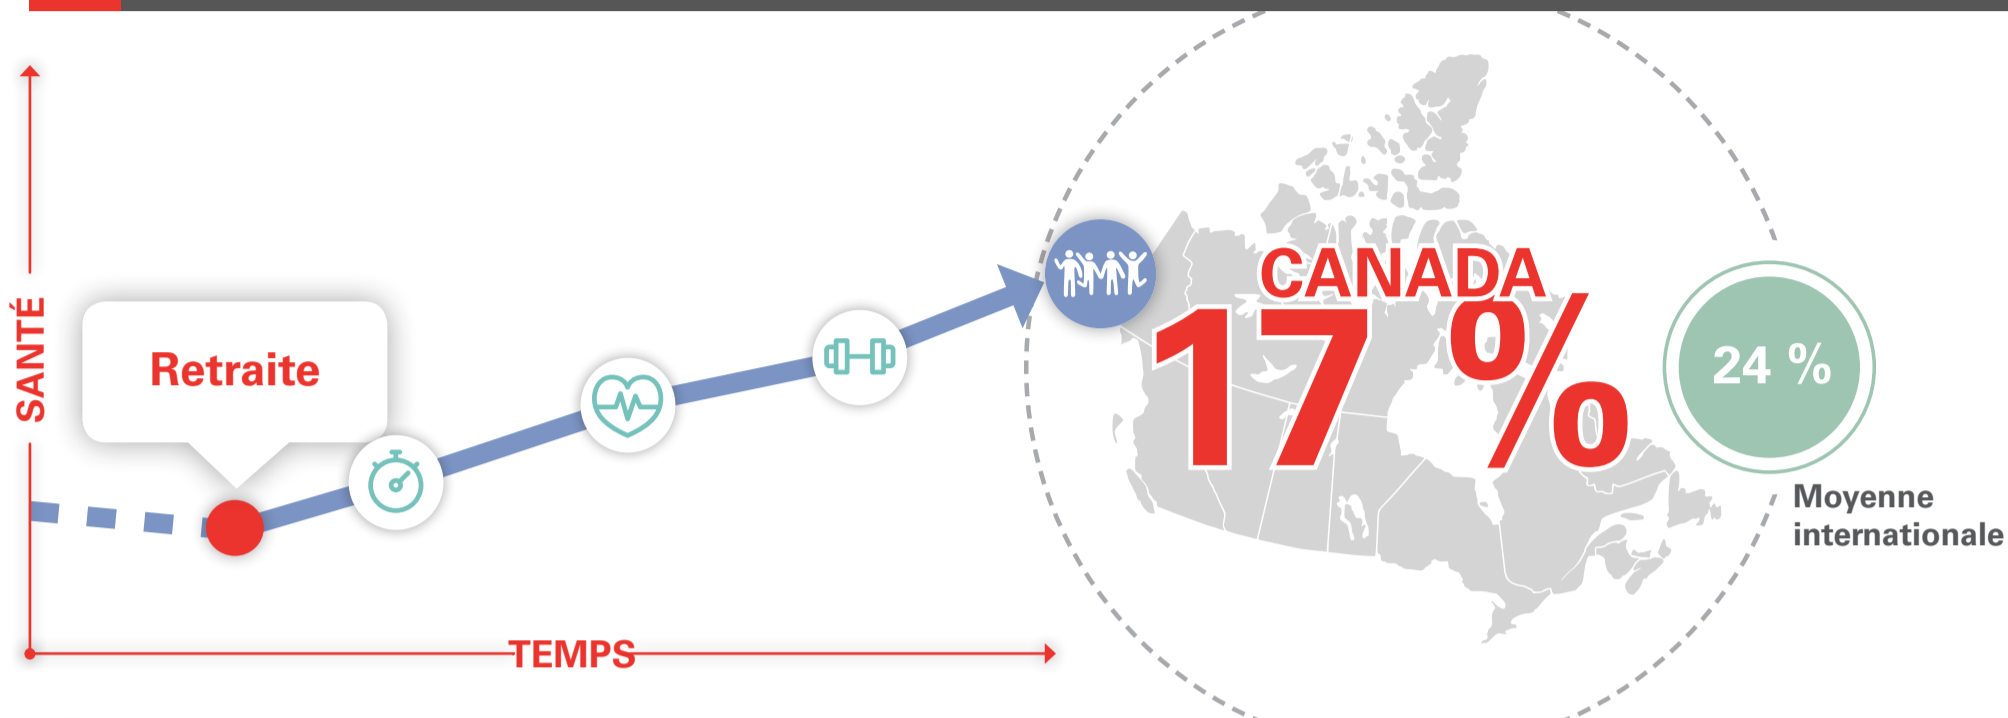 SANTÉ
Retraite
TEMPS
CANADA
17 %
24 %
Moyenne
internationale